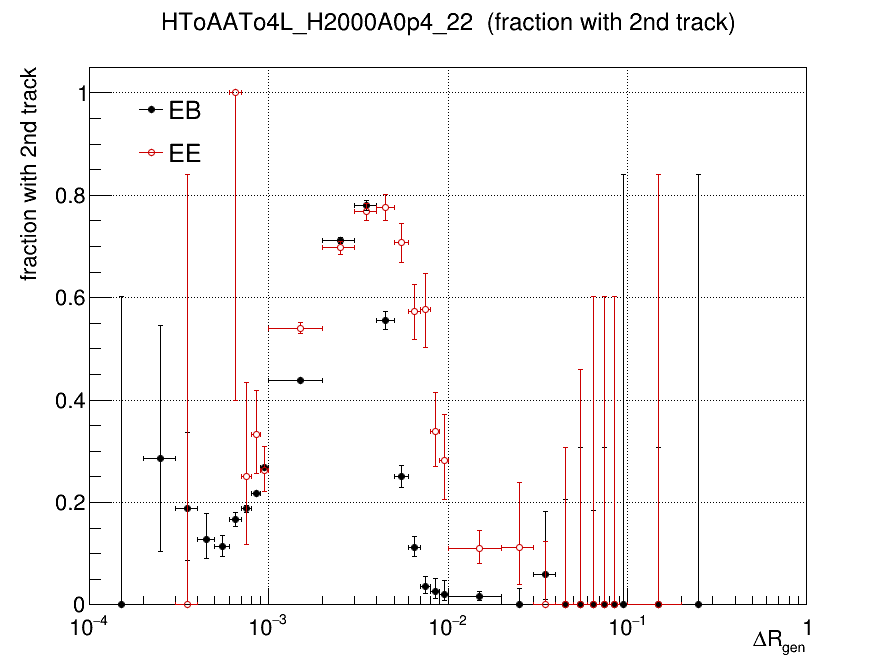 HToAATo4L_H2000A0p4_22 (fraction with 2nd track)
fraction with 2nd track
1
0.8
0.6
0.4
0.2
0
EB
EE
10⁻⁴
10⁻³
10⁻²
10⁻¹
1
ΔR_gen